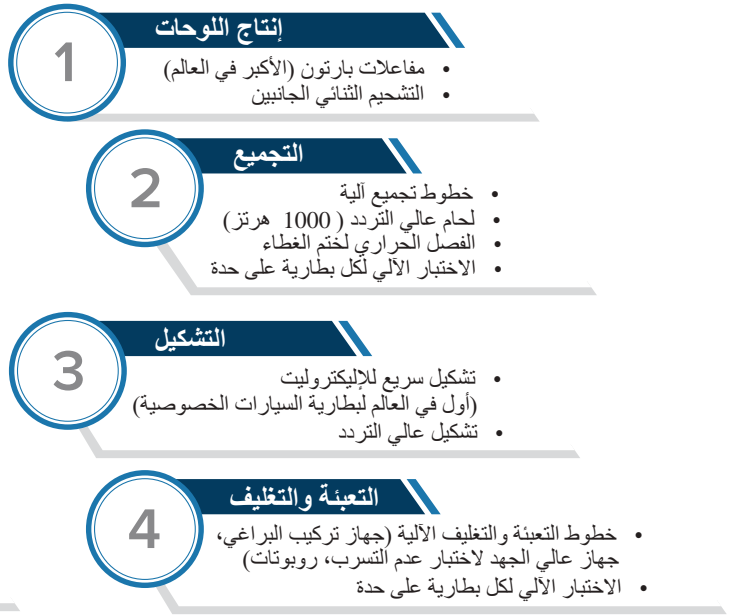 1
إنتاج اللوحات
• مفاعلات بارتون (الأكبر في العالم)
• التشحيم الثنائي الجانبين
2
التجميع
• خطوط تجميع آلية
• لحام عالي التردد ( 1000 هرتز)
• الفصل الحراري لختم الغطاء
• الاختبار الآلي لكل بطارية على حدة
3
التشكيل
• تشكيل سريع للإليكتروليت
(أول في العالم لبطارية السيارات الخصوصية)
• تشكيل عالي التردد
4
التعبئة والتغليف
• خطوط التعبئة والتغليف الآلية (جهاز تركيب البراغي،
جهاز عالي الجهد لاختبار عدم التسرب، روبوتات)
• الاختبار الآلي لكل بطارية على حدة